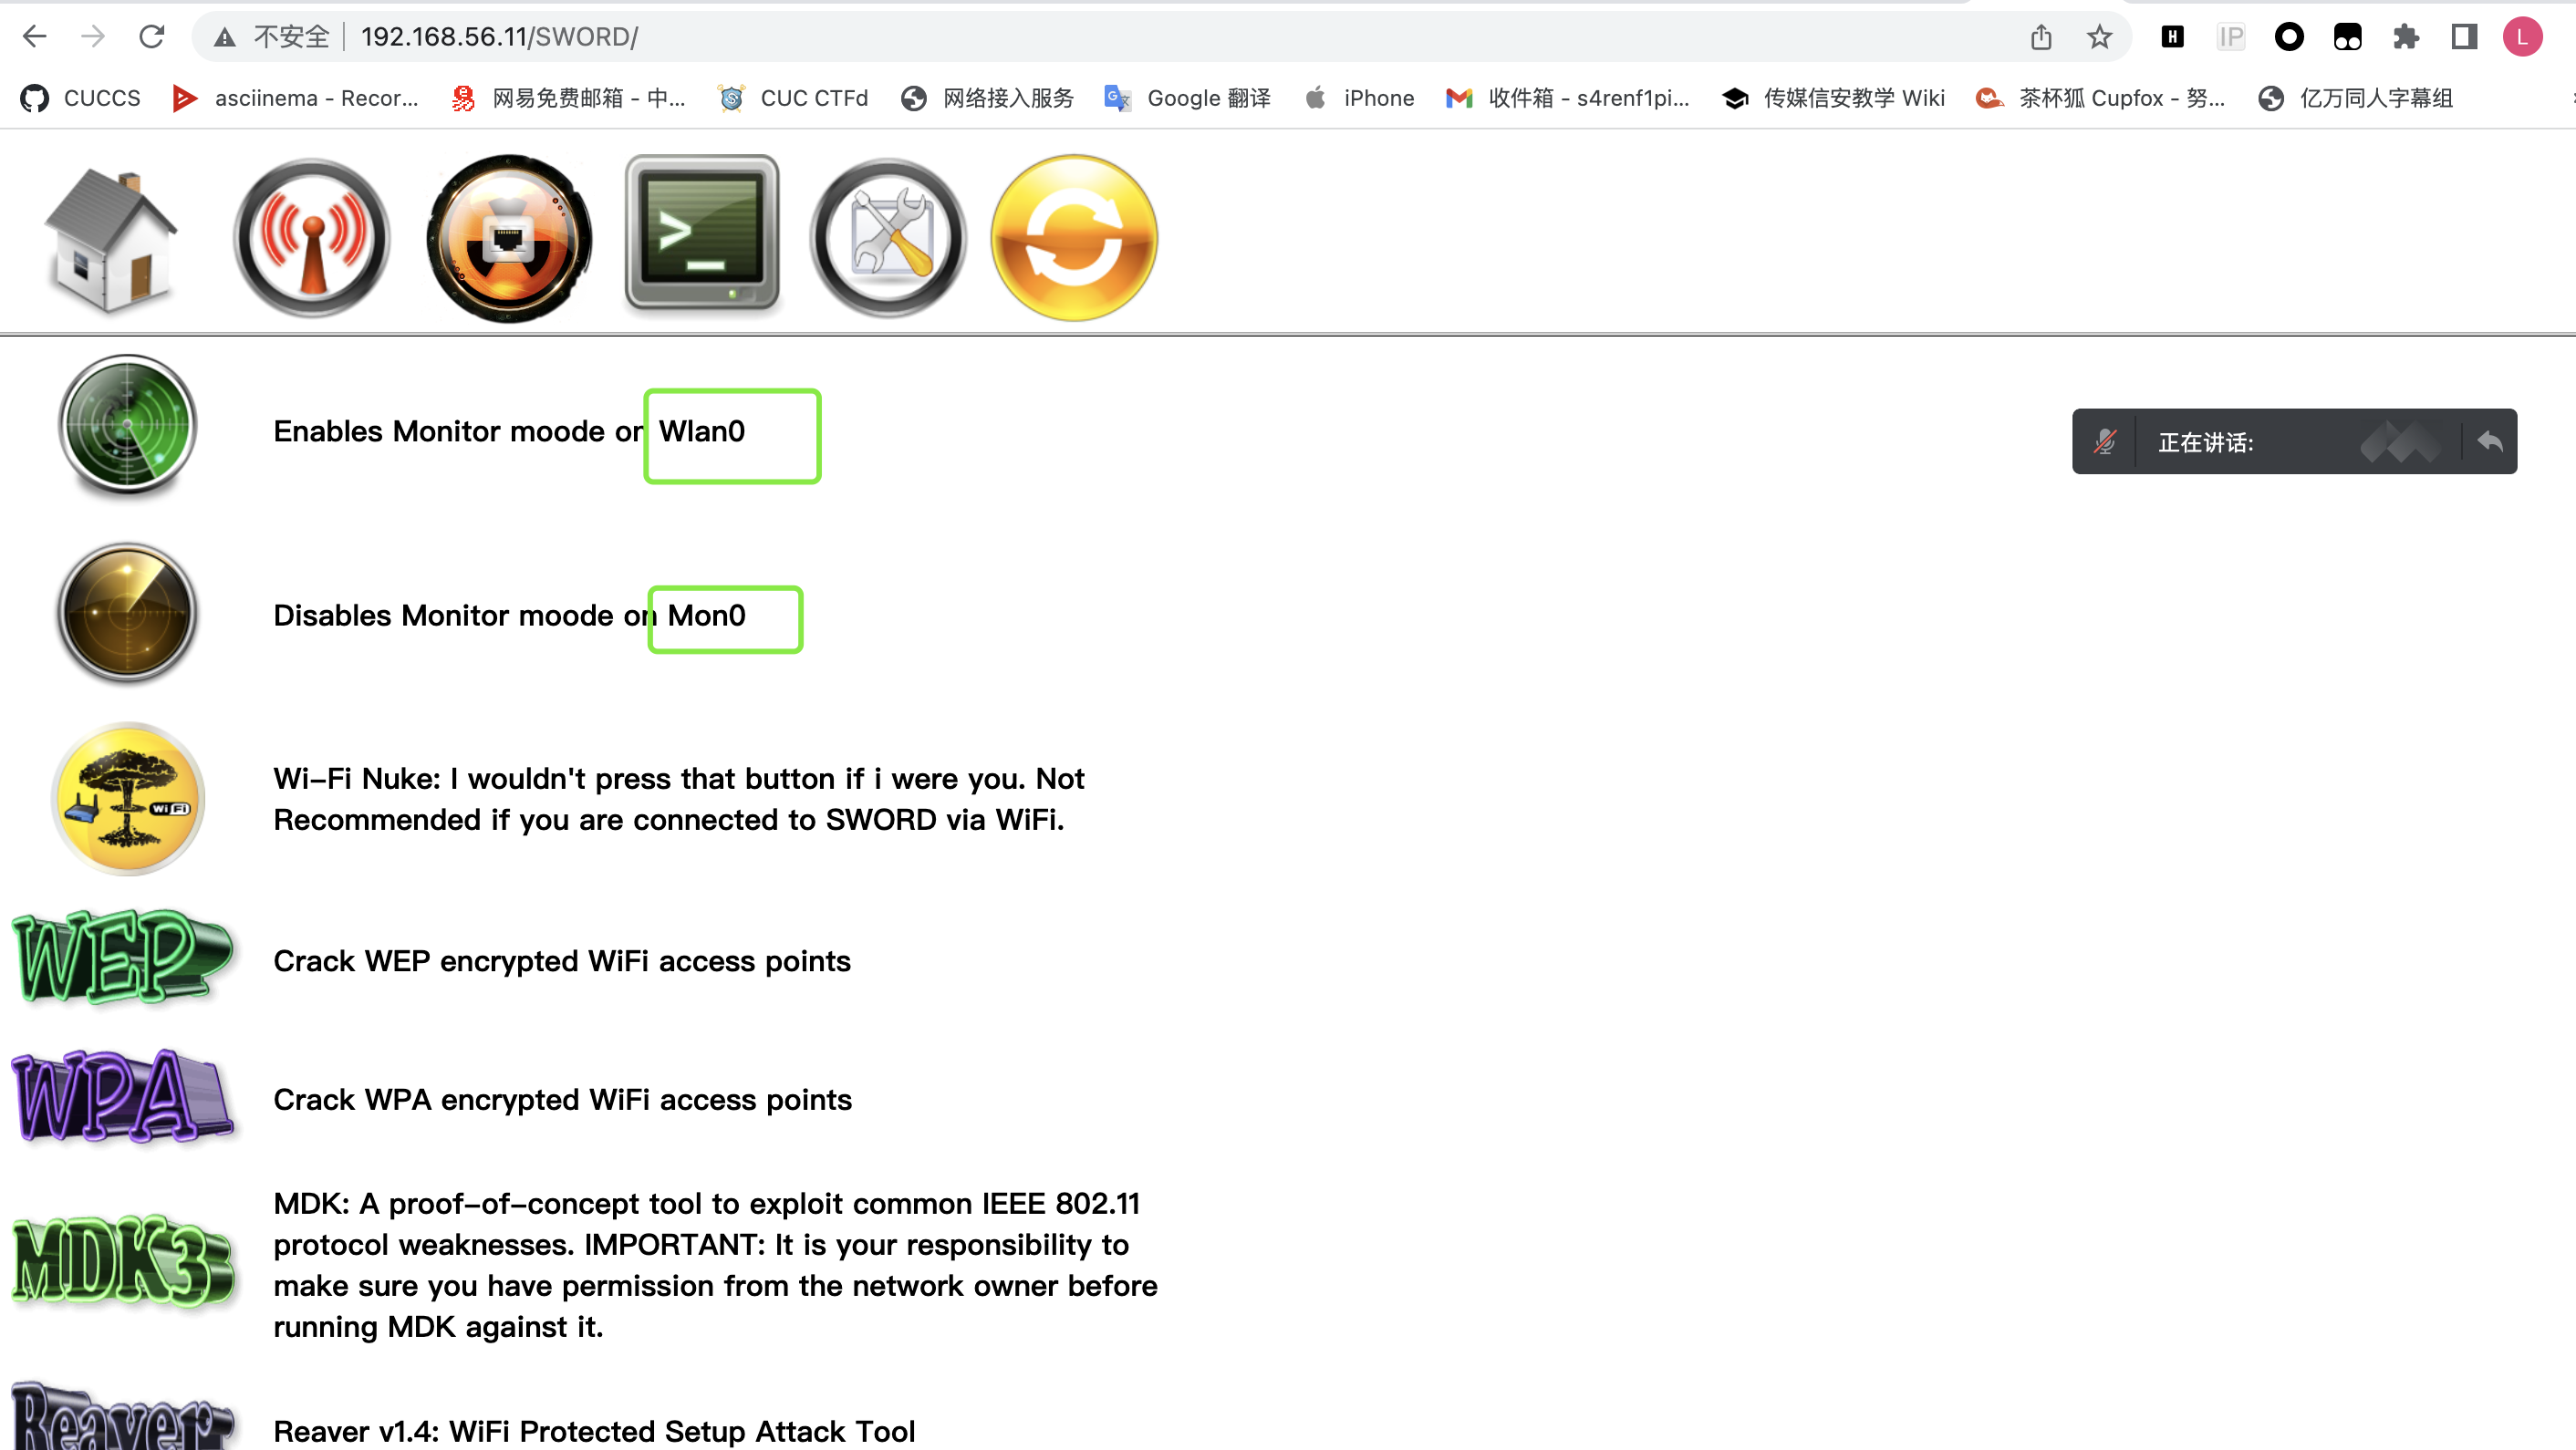 不安全 192.168.56.11/SWORD/
IP
L
CUCCS asciinema - Recor... 网易免费邮箱 - 中... CUC CTFd 网络接入服务 Google 翻译 iPhone 收件箱 - s4renf1pi... 传媒信安教学 Wiki 茶杯狐 Cupfox - 努... 亿万同人字幕组
Enables Monitor moode on Wlan0
正在讲话:
Disables Monitor moode on Mon0
WiFi
Wi-Fi Nuke: I wouldn't press that button if i were you. Not
Recommended if you are connected to SWORD via WiFi.
WEP
Crack WEP encrypted WiFi access points
WPA
Crack WPA encrypted WiFi access points
MDK3
MDK: A proof-of-concept tool to exploit common IEEE 802.11
protocol weaknesses. IMPORTANT: It is your responsibility to
make sure you have permission from the network owner before
running MDK against it.
Reaver
Reaver v1.4: WiFi Protected Setup Attack Tool